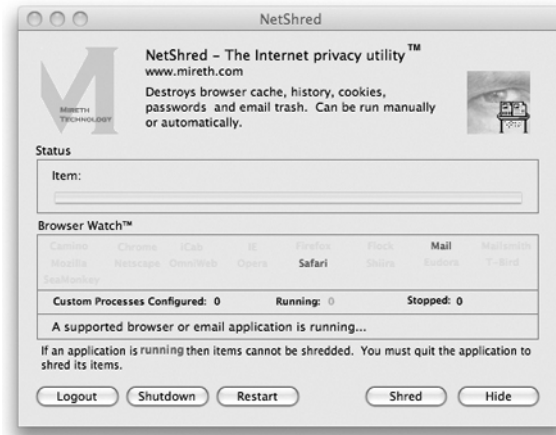 NetShred
NetShred – The Internet privacy utility™
www.mireth.com
MIRETH
TECHNOLOGY
Destroys browser cache, history, cookies,
passwords and email trash. Can be run manually
or automatically.
Status
Item:
Browser Watch™
Camino Chrome iCab IE Firefox Flock Mail Mailsmith
Mozilla Netscape OmniWeb Opera Safari Shiira Eudora T-Bird
SeaMonkey
Custom Processes Configured: 0 Running: 0 Stopped: 0
A supported browser or email application is running...
If an application is running then items cannot be shredded. You must quit the application to
shred its items.
Logout Shutdown Restart Shred Hide